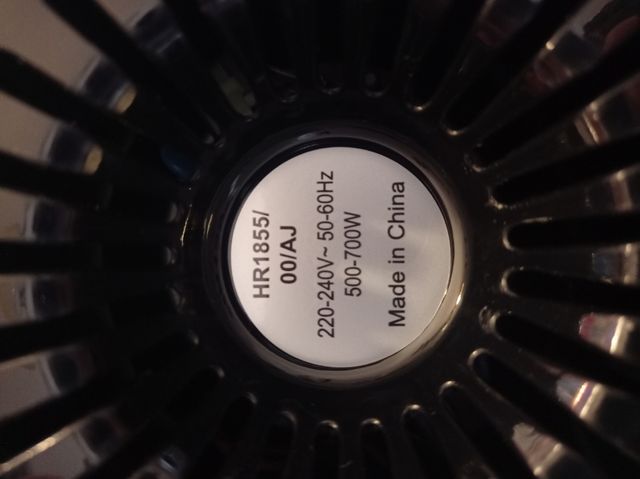 HR1855/
00/AJ
220-240V~ 50-60Hz
500-700W
Made in China